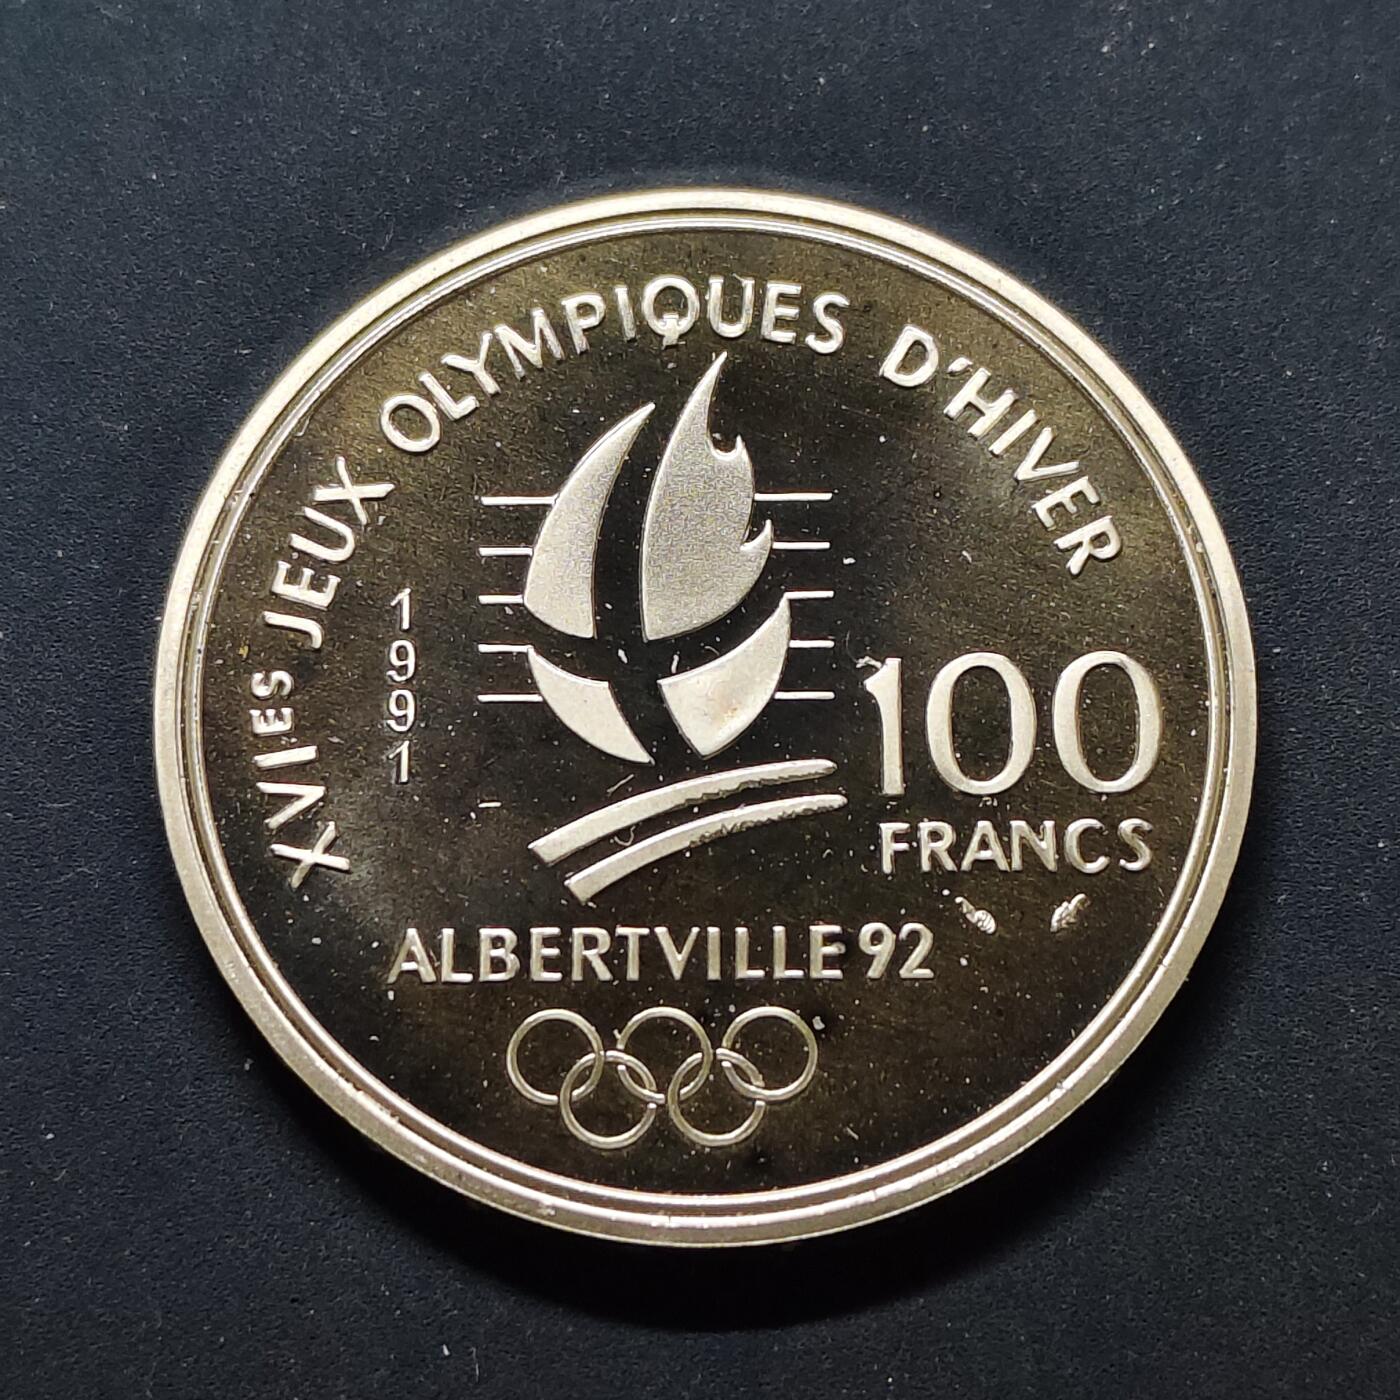 XVIES JEUX OLYMPIQUES D'HIVER
1991
100
FRANCS
ALBERTVILLE 92